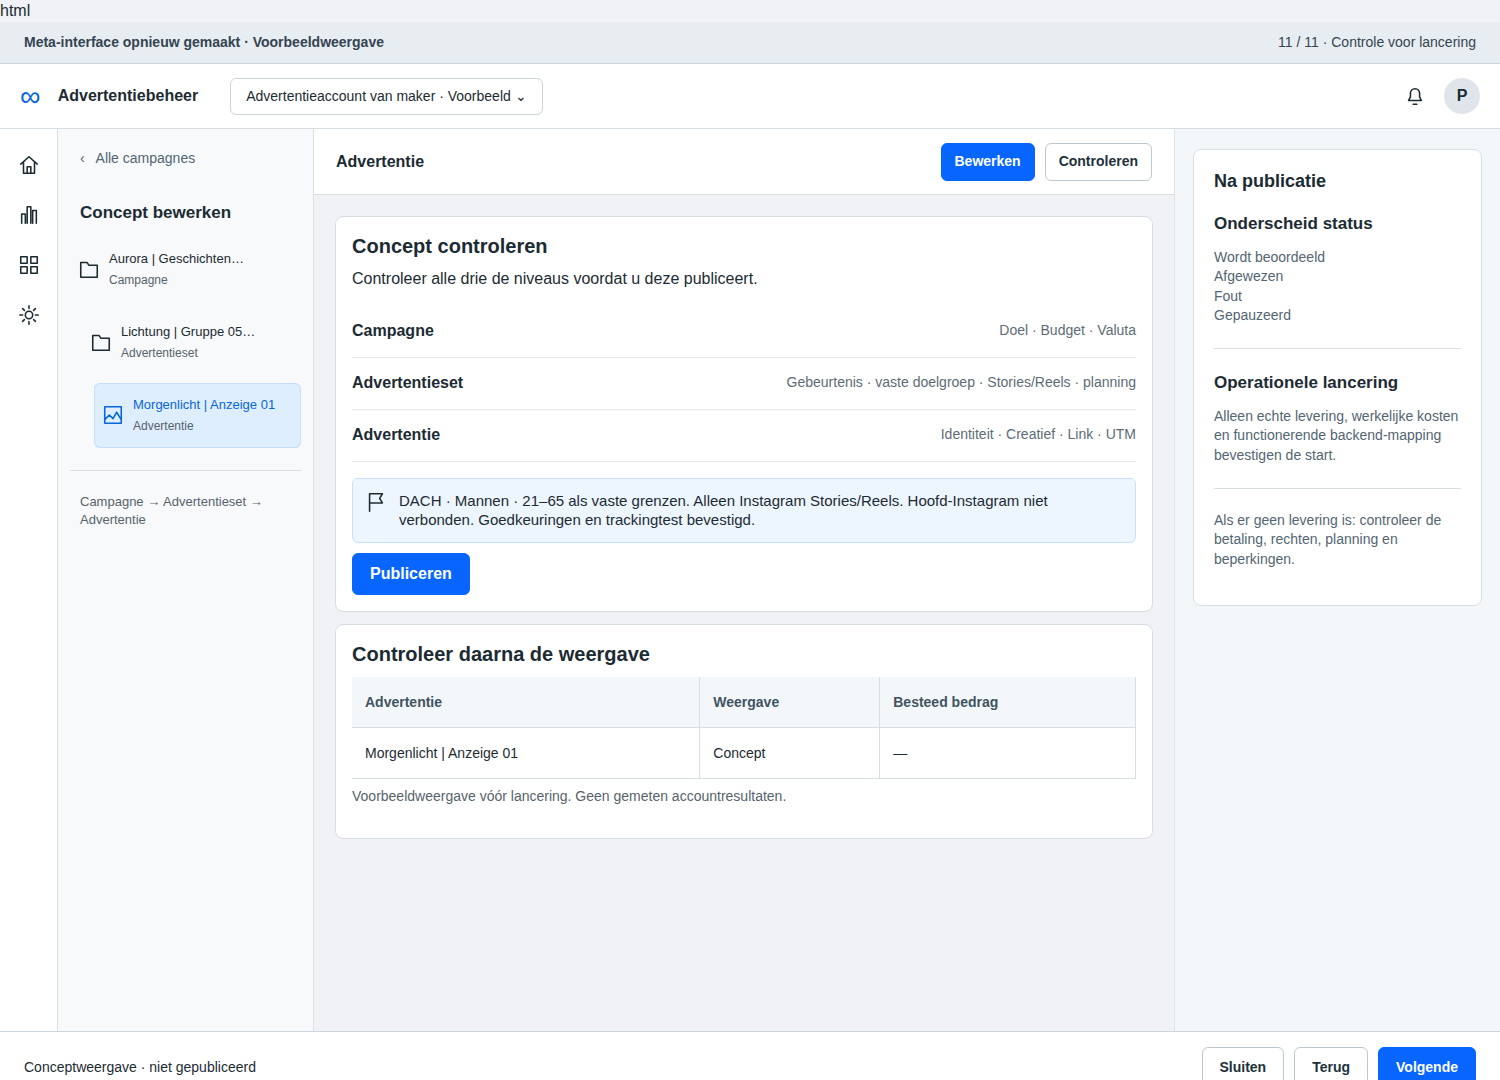 html
Meta-interface opnieuw gemaakt · Voorbeeldweergave
11 / 11 · Controle voor lancering
Advertentiebeheer
Advertentieaccount van maker · Voorbeeld
P
‹ Alle campagnes
Concept bewerken
Aurora | Geschichten…
Campagne
Lichtung | Gruppe 05…
Advertentieset
Morgenlicht | Anzeige 01
Advertentie
Campagne → Advertentieset →
Advertentie
Advertentie
Bewerken
Controleren
Concept controleren
Controleer alle drie de niveaus voordat u deze publiceert.
Campagne
Doel · Budget · Valuta
Advertentieset
Gebeurtenis · vaste doelgroep · Stories/Reels · planning
Advertentie
Identiteit · Creatief · Link · UTM
DACH · Mannen · 21–65 als vaste grenzen. Alleen Instagram Stories/Reels. Hoofd-Instagram niet
verbonden. Goedkeuringen en trackingtest bevestigd.
Publiceren
Controleer daarna de weergave
Advertentie
Weergave
Besteed bedrag
Morgenlicht | Anzeige 01
Concept
—
Voorbeeldweergave vóór lancering. Geen gemeten accountresultaten.
Na publicatie
Onderscheid status
Wordt beoordeeld
Afgewezen
Fout
Gepauzeerd
Operationele lancering
Alleen echte levering, werkelijke kosten
en functionerende backend-mapping
bevestigen de start.
Als er geen levering is: controleer de
betaling, rechten, planning en
beperkingen.
Conceptweergave · niet gepubliceerd
Sluiten
Terug
Volgende